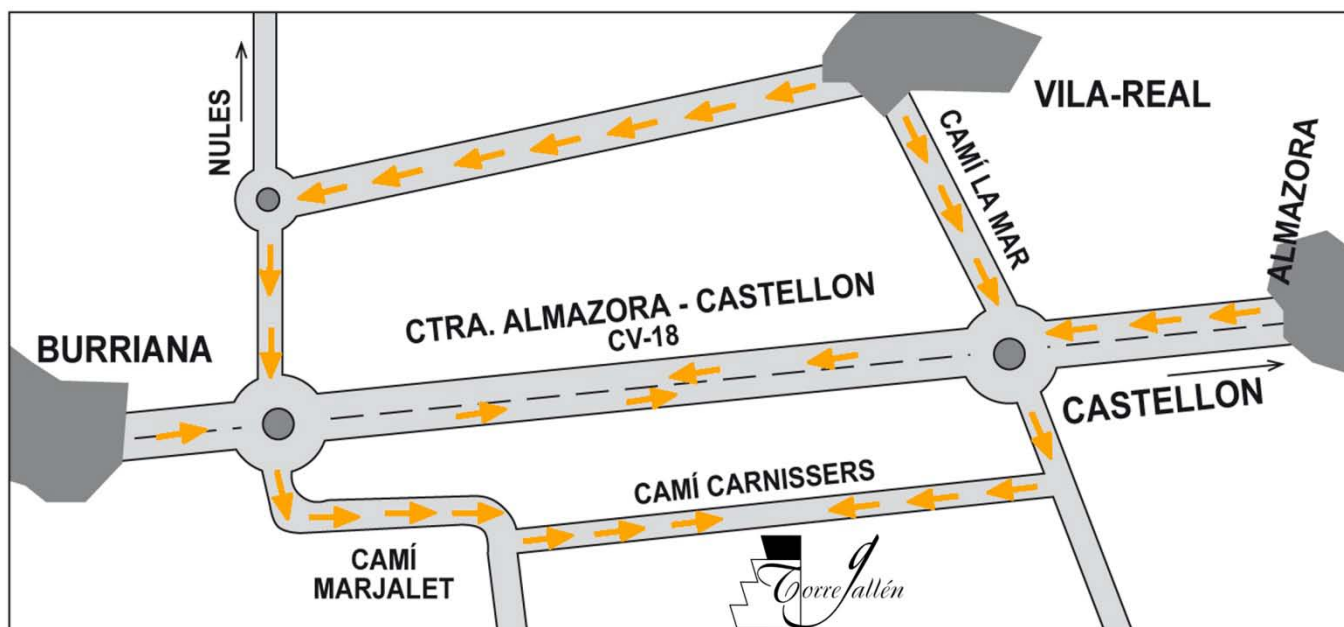 NULES
VILA-REAL
CAMÍ LA MAR
ALMAZORA
CTRA. ALMAZORA - CASTELLON
CV-18
BURRIANA
CASTELLON
CAMÍ CARNISSERS
CAMÍ
MARJALET
Torre gallén